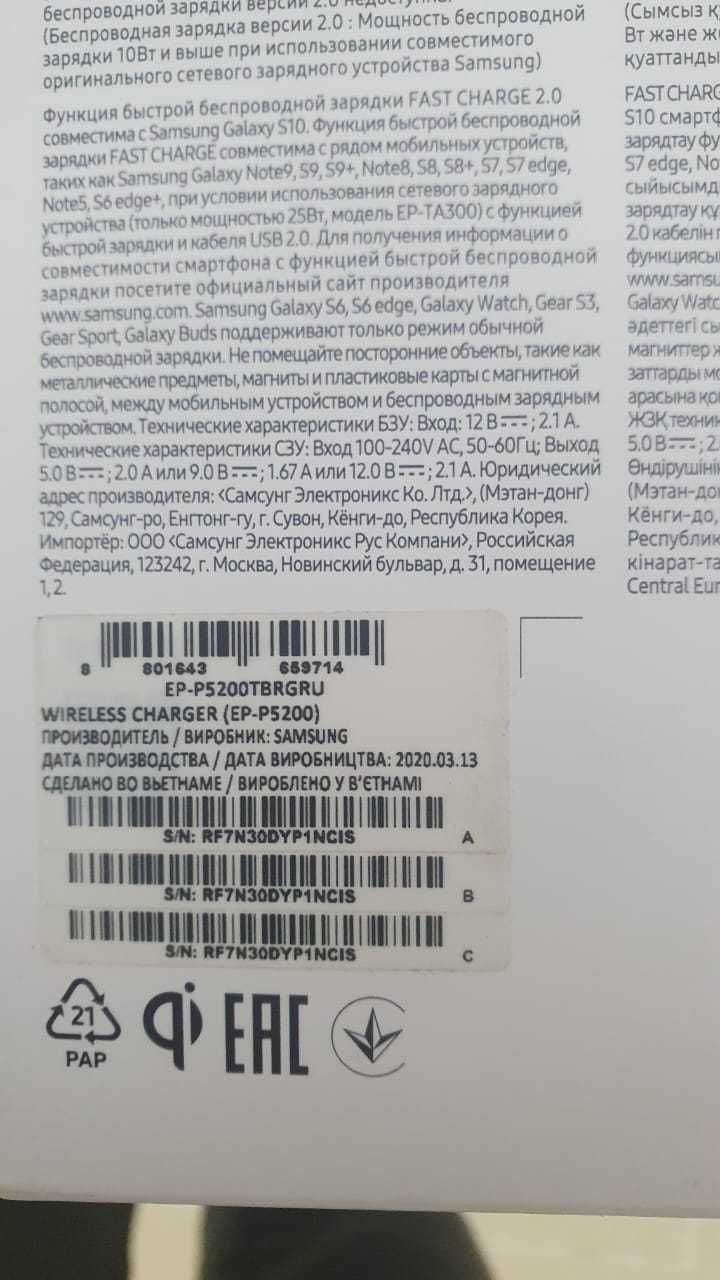 беспроводной зарядки версии 2.0 недоступна.
(Беспроводная зарядка версии 2.0 : Мощность беспроводной
зарядки 10Вт и выше при использовании совместимого
оригинального сетевого зарядного устройства Samsung)
Функция быстрой беспроводной зарядки FAST CHARGE 2.0
совместима с Samsung Galaxy S10. Функция быстрой беспроводной
зарядки FAST CHARGE совместима с рядом мобильных устройств,
таких как Samsung Galaxy Note9, S9, S9+, Note8, S8, S8+, S7, S7 edge,
Note5, S6 edge+, при условии использования сетевого зарядного
устройства (только мощностью 25Вт, модель EP-TA300) с функцией
быстрой зарядки и кабеля USB 2.0. Для получения информации о
совместимости смартфона с функцией быстрой беспроводной
зарядки посетите официальный сайт производителя
www.samsung.com. Samsung Galaxy S6, S6 edge, Galaxy Watch, Gear S3,
Gear Sport, Galaxy Buds поддерживают только режим обычной
беспроводной зарядки. Не помещайте посторонние объекты, такие как
металлические предметы, магниты и пластиковые карты с магнитной
полосой, между мобильным устройством и беспроводным зарядным
устройством. Технические характеристики БЗУ: Вход: 12 В ⎓ ; 2.1 А.
Технические характеристики СЗУ: Вход 100-240V AC, 50-60Гц; Выход
5.0 В ⎓ ; 2.0 А или 9.0 В ⎓ ; 1.67 А или 12.0 В ⎓ ; 2.1 А. Юридический
адрес производителя: <Самсунг Электроникс Ко. Лтд.>, (Мэтан-донг)
129, Самсунг-ро, Енгтонг-гу, г. Сувон, Кёнги-до, Республика Корея.
Импортёр: ООО <Самсунг Электроникс Рус Компани>, Российская
Федерация, 123242, г. Москва, Новинский бульвар, д. 31, помещение
1, 2.
(Сымсыз
Вт және
қуаттанды
FAST CHARG
S10 смартф
зарядтау фу
S7 edge, No
сыйысымд
зарядтау құ
2.0 кабелін
функциясы
www.samsu
Galaxy Watc
әдеттегі сы
магниттер ж
заттарды мо
арасына қо
ЖЗҚ техник
5.0 В ⎓ ; 2.
Өндірушінің
(Мэтан-дон
Кёнги-до,
Республик
кінарат-та
Central Eur
8 801643 659714
EP-P5200TBRGRU
WIRELESS CHARGER (EP-P5200)
ПРОИЗВОДИТЕЛЬ / ВИРОБНИК: SAMSUNG
ДАТА ПРОИЗВОДСТВА / ДАТА ВИРОБНИЦТВА: 2020.03.13
СДЕЛАНО ВО ВЬЕТНАМЕ / ВИРОБЛЕНО У В'ЄТНАМІ
S/N: RF7N30DYP1NCIS A
S/N: RF7N30DYP1NCIS B
S/N: RF7N30DYP1NCIS C
21
PAP
qi EAC